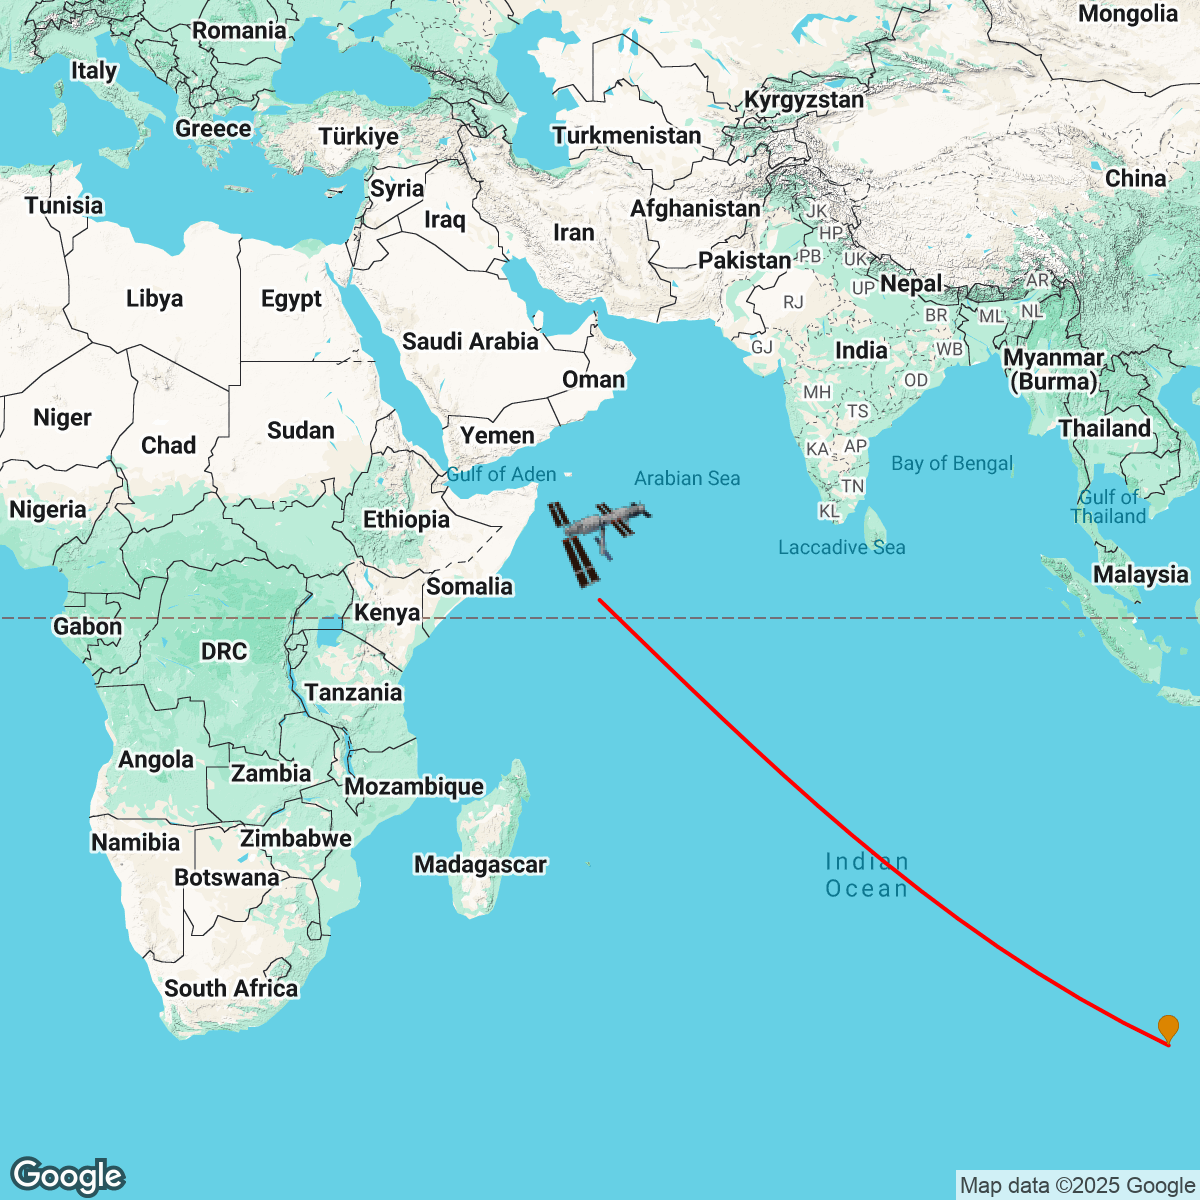 Mongolia
Romania
Italy
Kyrgyzstan
Greece
Türkiye
Turkmenistan
Syria
China
Tunisia
Afghanistan
JK
Iraq
Iran
HP
Pakistan
PB
UK
Nepal
AR
UP
Libya
Egypt
RJ
NL
BR
ML
Saudi Arabia
GJ
India
WB
Myanmar
(Burma)
Oman
OD
MH
TS
Niger
Sudan
Thailand
Yemen
Chad
KA
AP
Bay of Bengal
Gulf of Aden
Arabian Sea
TN
Gulf of
Thailand
Nigeria
Ethiopia
KL
Laccadive Sea
Malaysia
Somalia
Kenya
Gabon
DRC
Tanzania
Angola
Zambia
Mozambique
Namibia
Zimbabwe
Madagascar
Indian
Ocean
Botswana
South Africa
Google
Map data ©2025 Google